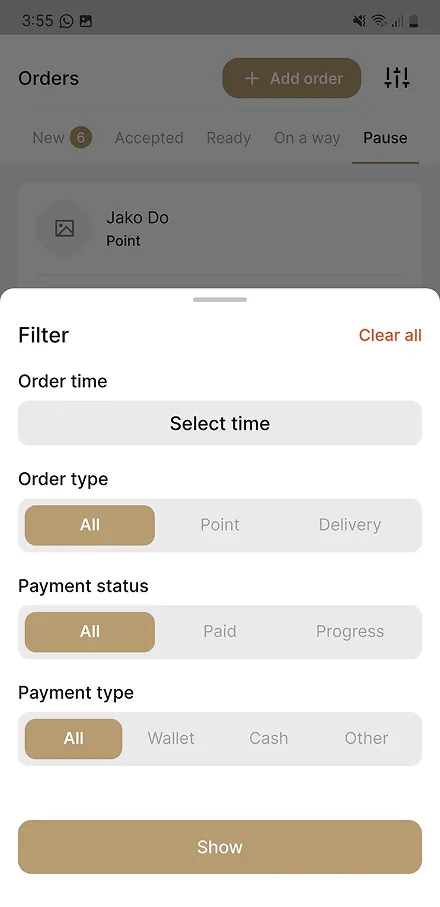 3:55
Orders
Add order
New 6 Accepted Ready On a way Pause
Jako Do
Point
Filter
Clear all
Order time
Select time
Order type
All Point Delivery
Payment status
All Paid Progress
Payment type
All Wallet Cash Other
Show